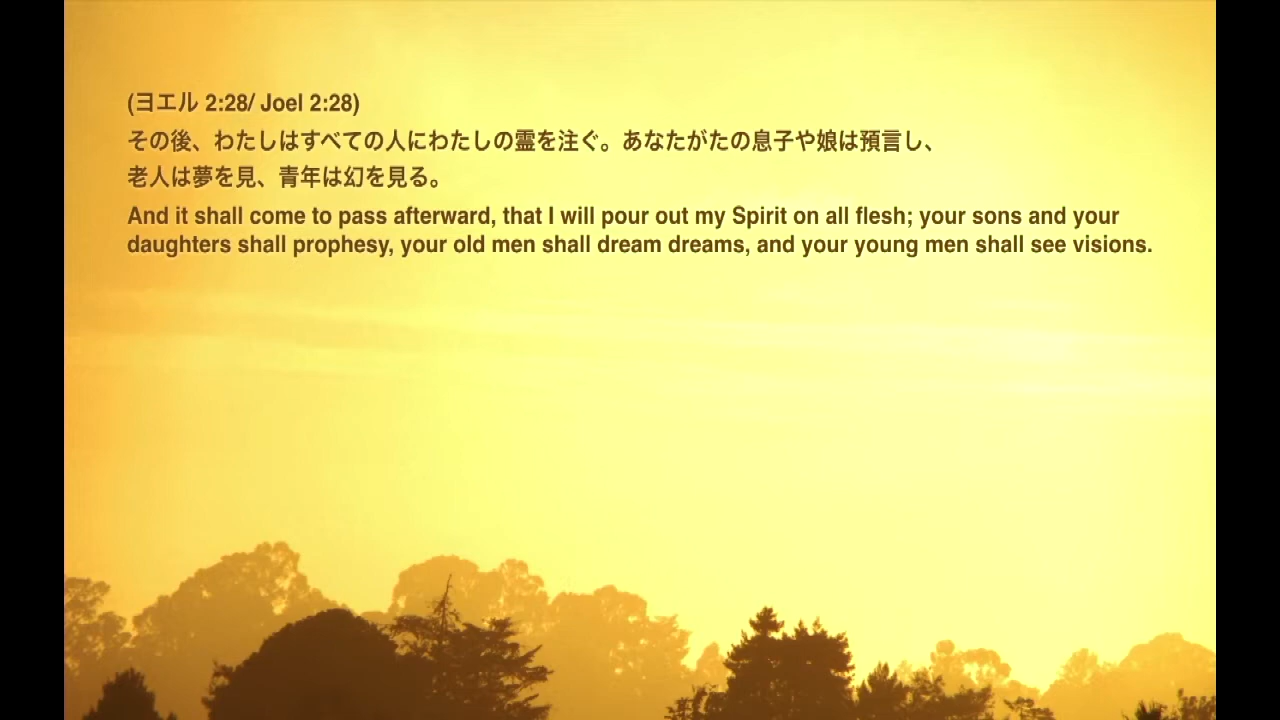 (ヨエル 2:28/ Joel 2:28)
その後、わたしはすべての人にわたしの霊を注ぐ。あなたがたの息子や娘は預言し、
老人は夢を見、青年は幻を見る。
And it shall come to pass afterward, that I will pour out my Spirit on all flesh; your sons and your
daughters shall prophesy, your old men shall dream dreams, and your young men shall see visions.